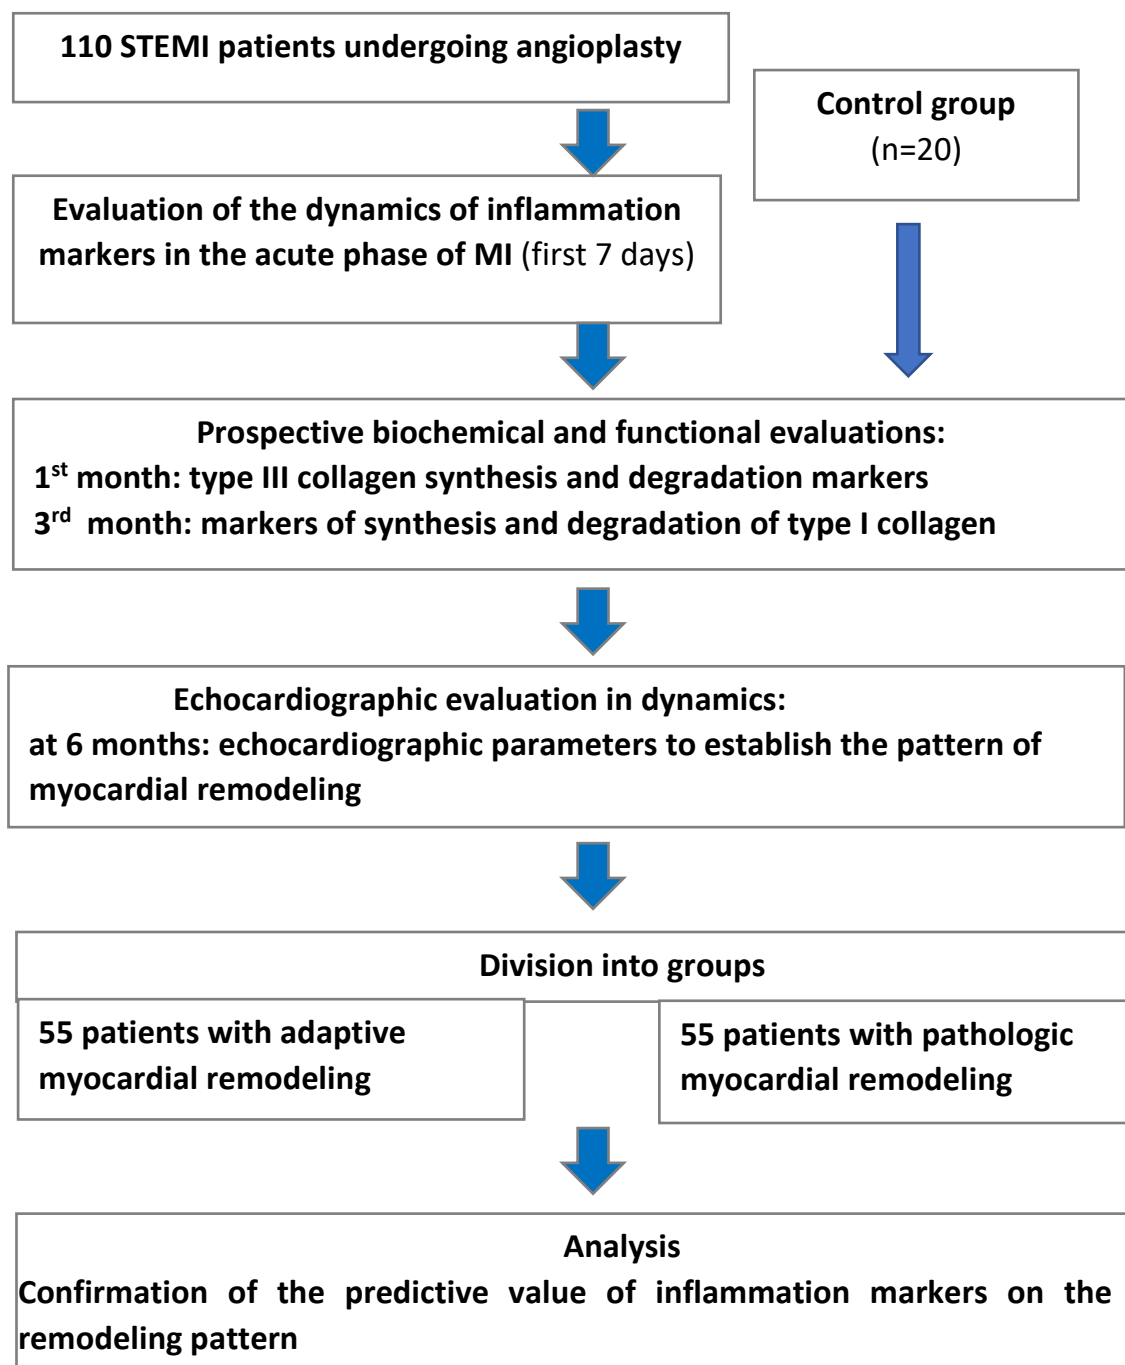 110 STEMI patients undergoing angioplasty
Control group
(n=20)
Evaluation of the dynamics of inflammation
markers in the acute phase of MI (first 7 days)
Prospective biochemical and functional evaluations:
1st month: type III collagen synthesis and degradation markers
3rd month: markers of synthesis and degradation of type I collagen
Echocardiographic evaluation in dynamics:
at 6 months: echocardiographic parameters to establish the pattern of
myocardial remodeling
Division into groups
55 patients with adaptive
myocardial remodeling
55 patients with pathologic
myocardial remodeling
Analysis
Confirmation of the predictive value of inflammation markers on the
remodeling pattern